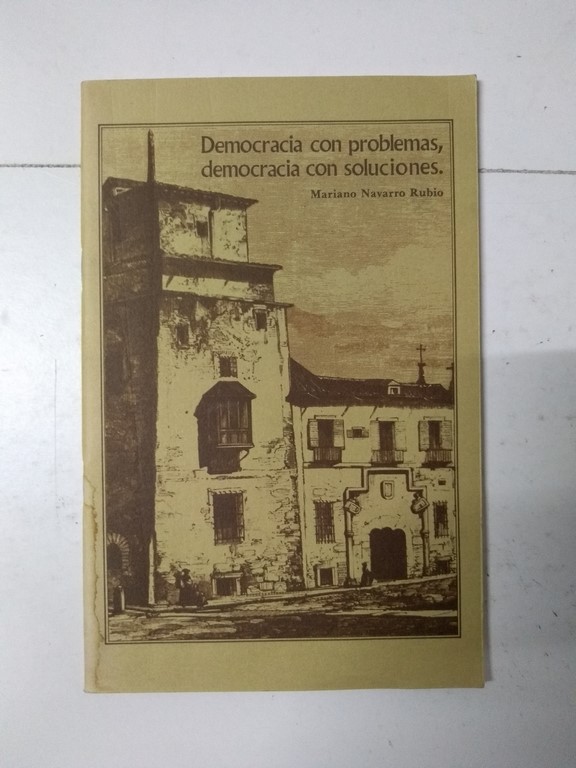 Democracia con problemas,
democracia con soluciones.
Mariano Navarro Rubio